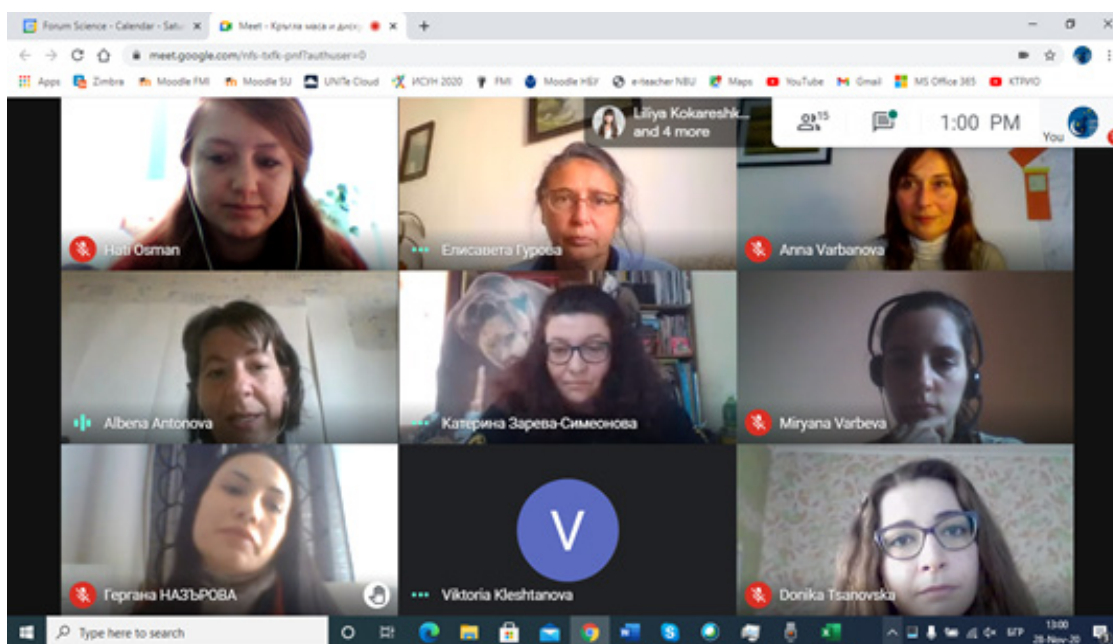 Forum Science - Calendar - Satu
Meet - Кръгла маса и диску
meet.google.com/nfs-txfk-pnf?authuser=0
Apps Zimbra Moodle FMI Moodle SU UNITe Cloud ИСУН 2020 FMI Moodle НБУ e-teacher NBU Maps YouTube Gmail MS Office 365 KTPMO
Liliya Kokareshk...
and 4 more
15
1:00 PM
You
Hati Osman
Елисавета Гурова
Anna Varbanova
Albena Antonova
Катерина Зарева-Симеонова
Miryana Varbeva
Гергана НАЗЪРОВА
V
Viktoria Kleshtanova
Donika Tsanovska
Type here to search
БГР
13:00
28-Nov-20